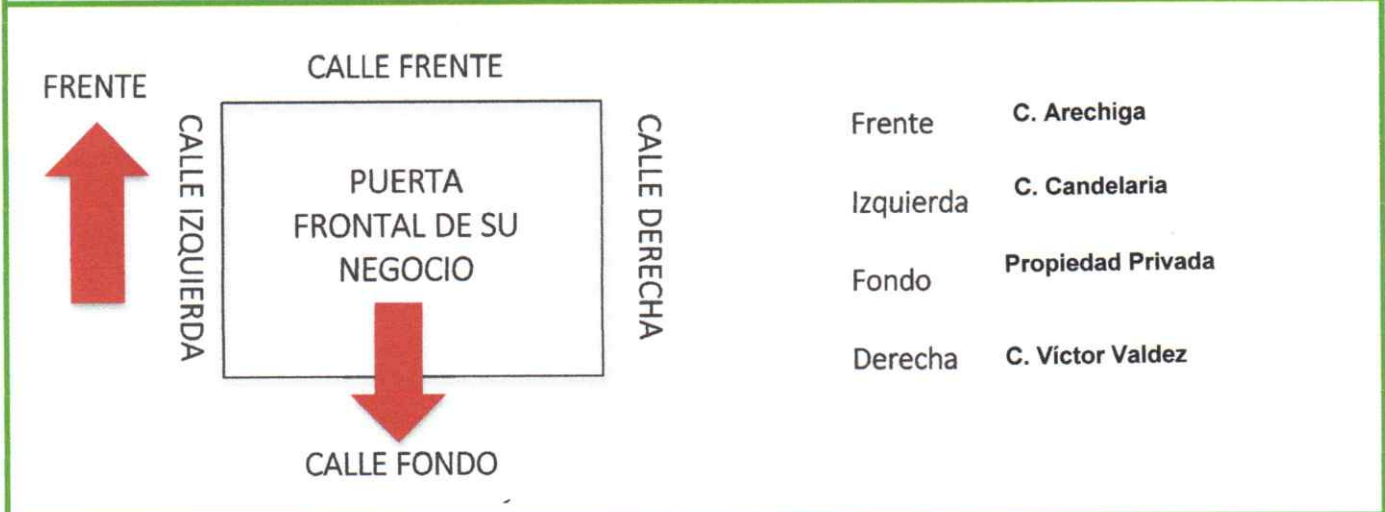 CALLE FRENTE
FRENTE
CALLE IZQUIERDA
PUERTA
FRONTAL DE SU
NEGOCIO
CALLE DERECHA
CALLE FONDO
Frente C. Arechiga
Izquierda C. Candelaria
Fondo Propiedad Privada
Derecha C. Víctor Valdez